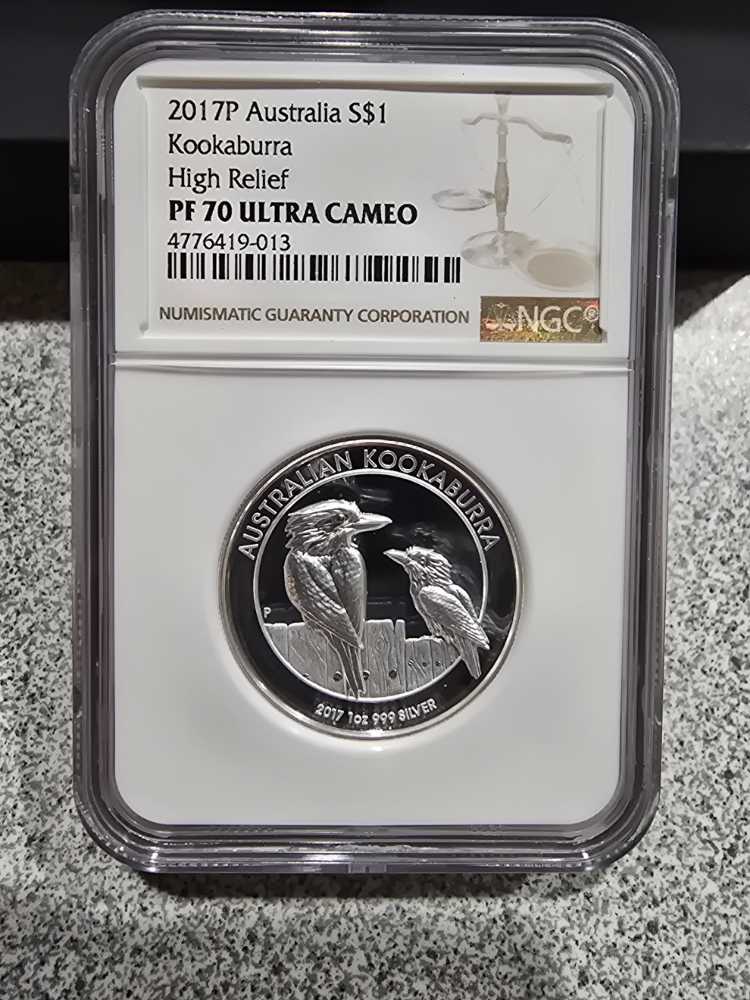 2017P Australia S$1
Kookaburra
High Relief
PF 70 ULTRA CAMEO
4776419-013
NUMISMATIC GUARANTY CORPORATION
NGC®
AUSTRALIAN KOOKABURRA
P
2017 1oz 999 SILVER